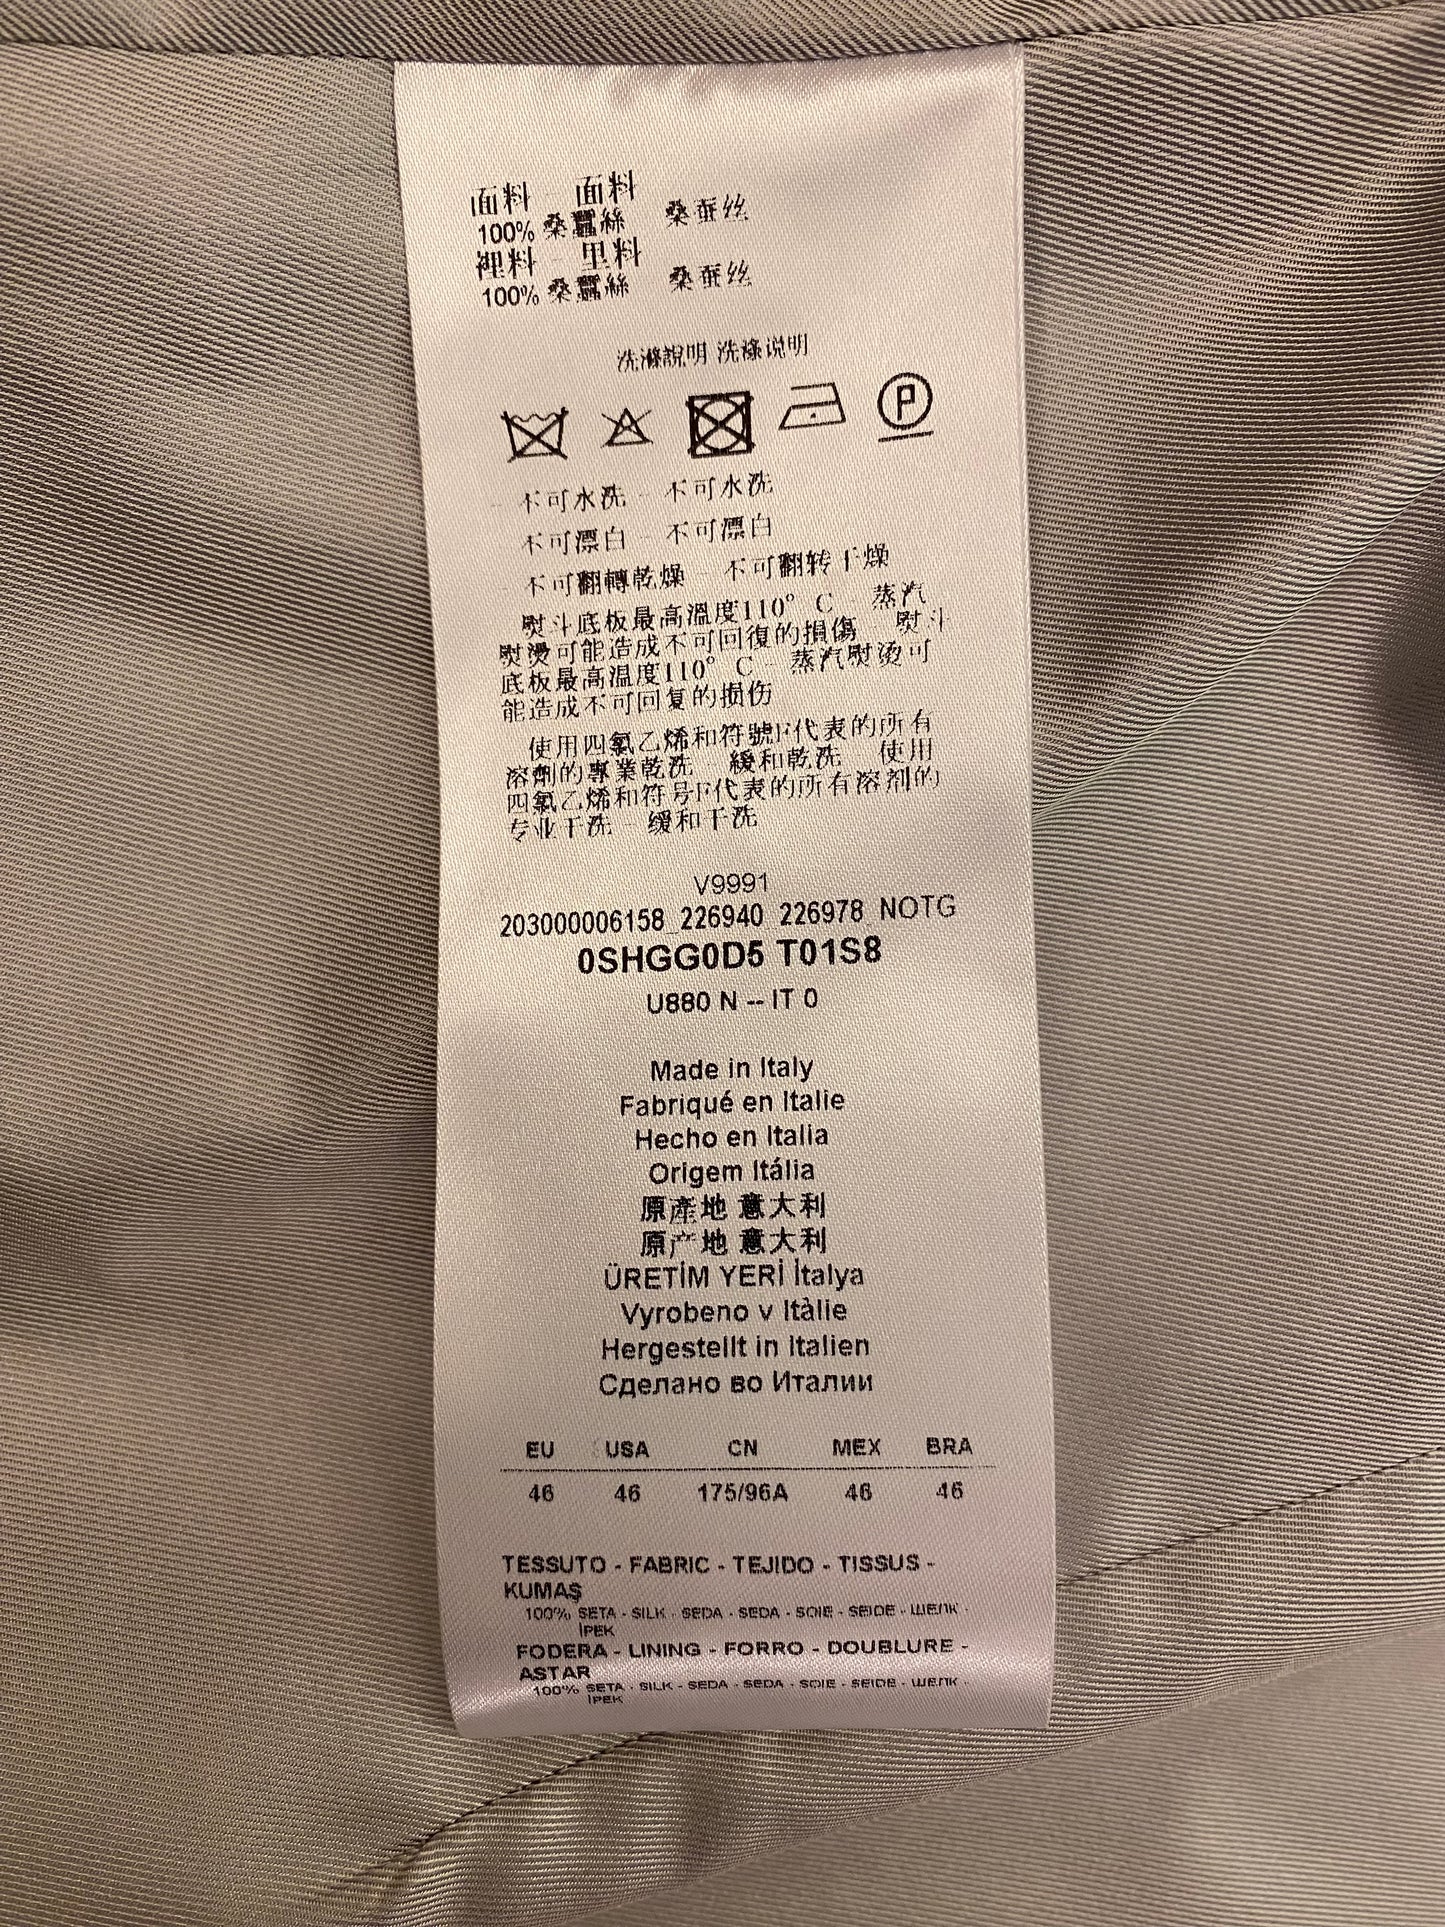 面料 - 面料
100% 桑蠶絲 桑蚕丝
裡料 - 里料
100% 桑蠶絲 桑蚕丝
洗滌說明 洗涤说明
P
- 不可水洗 - 不可水洗
不可漂白 - 不可漂白
不可翻轉乾燥 - 不可翻转干燥
熨斗底板最高溫度110° C - 蒸汽
熨燙可能造成不可回復的損傷 - 熨斗
底板最高温度110° C - 蒸汽熨烫可
能造成不可回复的损伤
使用四氯乙烯和符號F代表的所有
溶劑的專業乾洗 - 緩和乾洗 - 使用
四氯乙烯和符号F代表的所有溶剂的
专业干洗 - 缓和干洗
V9991
203000006158_226940_226978 NOTG
0SHGG0D5 T01S8
U880 N -- IT 0
Made in Italy
Fabriqué en Italie
Hecho en Italia
Origem Itália
原產地 意大利
原产地 意大利
ÜRETİM YERİ İtalya
Vyrobeno v Itàlie
Hergestellt in Italien
Сделано во Италии
EU USA CN MEX BRA
46 46 175/96A 46 46
TESSUTO - FABRIC - TEJIDO - TISSUS -
KUMAŞ
100% SETA - SILK - SEDA - SEDA - SOIE - SEIDE - ШЕЛК -
İPEK
FODERA - LINING - FORRO - DOUBLURE -
ASTAR
100% SETA - SILK - SEDA - SEDA - SOIE - SEIDE - ШЕЛК -
İPEK